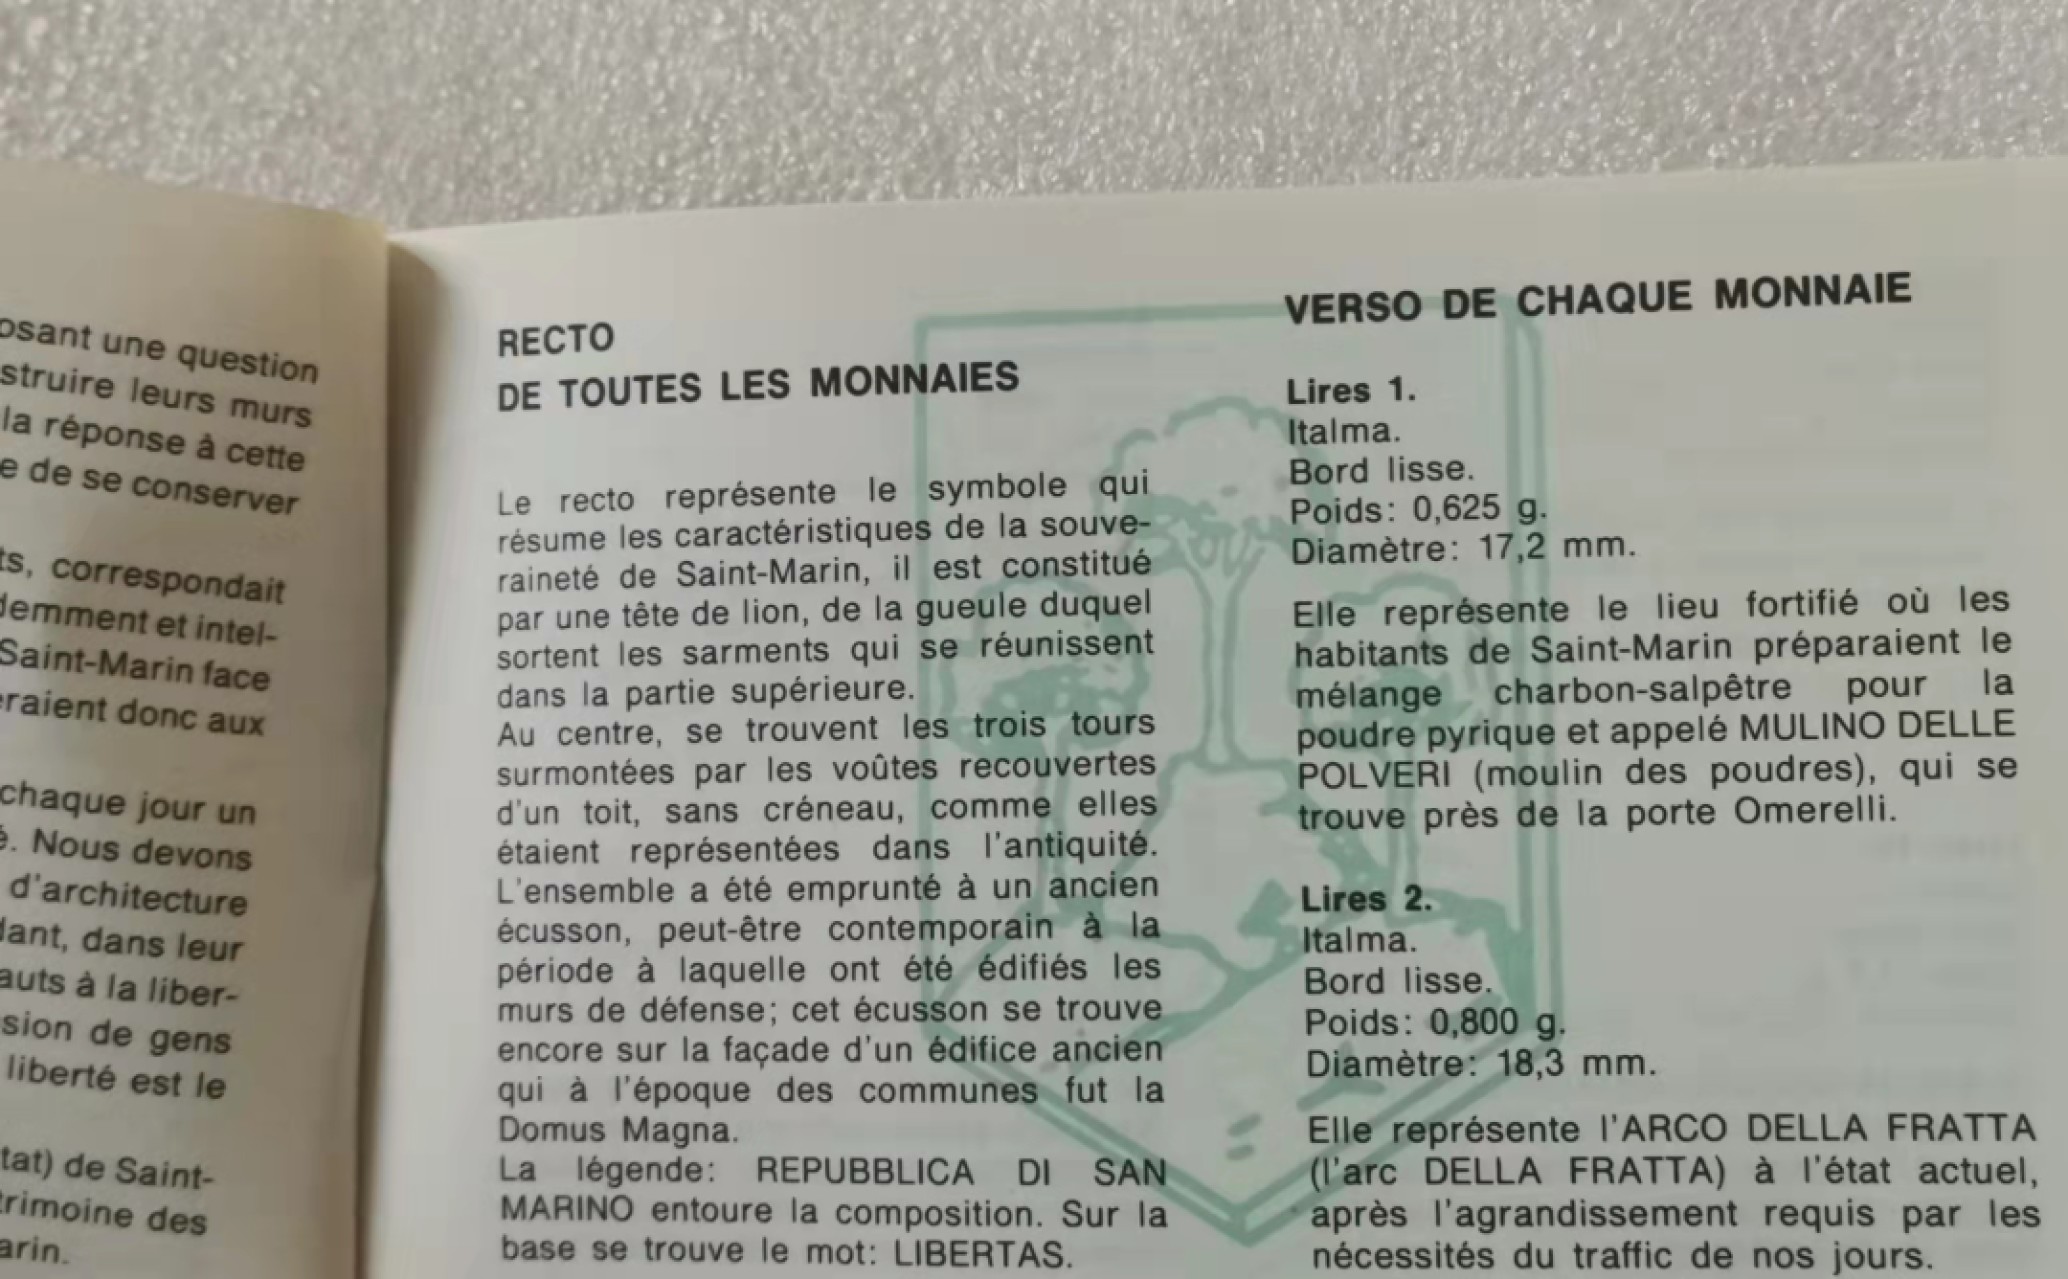 osant une question
struire leurs murs
la réponse à cette
e de se conserver
ts, correspondait
demment et intel-
Saint-Marin face
eraient donc aux
chaque jour un
é. Nous devons
d'architecture
dant, dans leur
auts à la liber-
sion de gens
liberté est le
tat) de Saint-
trimoine des
arin.
RECTO
DE TOUTES LES MONNAIES
Le recto représente le symbole qui
résume les caractéristiques de la souve-
raineté de Saint-Marin, il est constitué
par une tête de lion, de la gueule duquel
sortent les sarments qui se réunissent
dans la partie supérieure.
Au centre, se trouvent les trois tours
surmontées par les voûtes recouvertes
d'un toit, sans créneau, comme elles
étaient représentées dans l'antiquité.
L'ensemble a été emprunté à un ancien
écusson, peut-être contemporain à la
période à laquelle ont été édifiés les
murs de défense; cet écusson se trouve
encore sur la façade d'un édifice ancien
qui à l'époque des communes fut la
Domus Magna.
La légende: REPUBBLICA DI SAN
MARINO entoure la composition. Sur la
base se trouve le mot: LIBERTAS.
VERSO DE CHAQUE MONNAIE
Lires 1.
Italma.
Bord lisse.
Poids: 0,625 g.
Diamètre: 17,2 mm.
Elle représente le lieu fortifié où les
habitants de Saint-Marin préparaient le
mélange charbon-salpêtre pour la
poudre pyrique et appelé MULINO DELLE
POLVERI (moulin des poudres), qui se
trouve près de la porte Omerelli.
Lires 2.
Italma.
Bord lisse.
Poids: 0,800 g.
Diamètre: 18,3 mm.
Elle représente l'ARCO DELLA FRATTA
(l'arc DELLA FRATTA) à l'état actuel,
après l'agrandissement requis par les
nécessités du traffic de nos jours.